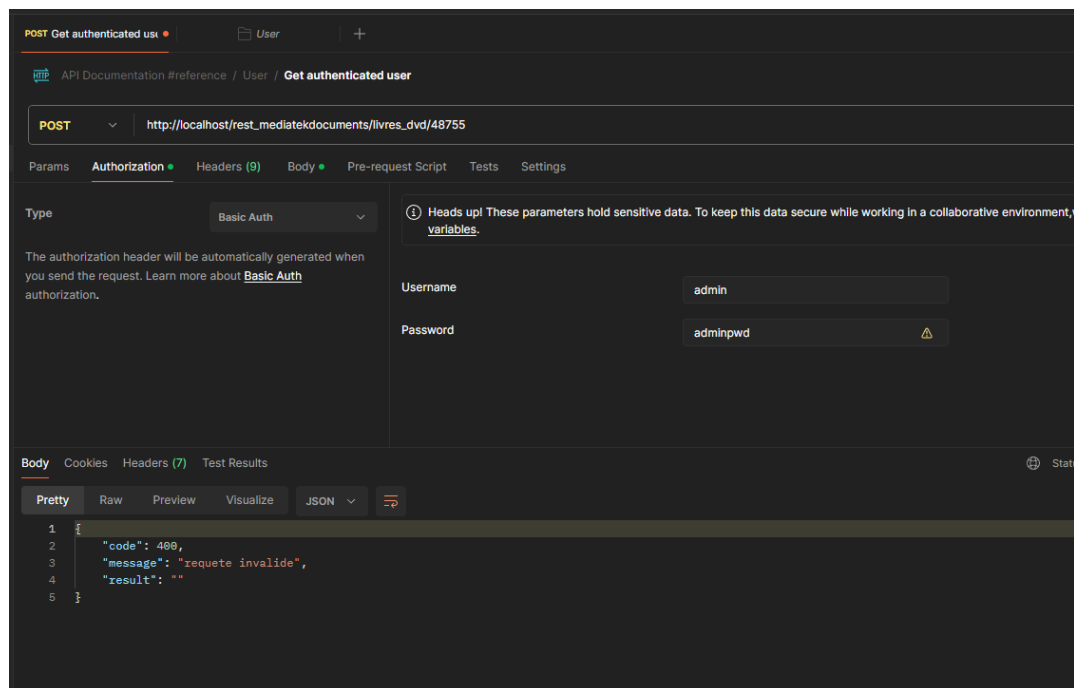 POST Get authenticated use
User
API Documentation #reference / User / Get authenticated user
POST http://localhost/rest_mediatekdocuments/livres_dvd/48755
Params Authorization Headers (9) Body Pre-request Script Tests Settings
Type Basic Auth
The authorization header will be automatically generated when
you send the request. Learn more about Basic Auth
authorization.
Heads up! These parameters hold sensitive data. To keep this data secure while working in a collaborative environment,
variables.
Username admin
Password adminpwd
Body Cookies Headers (7) Test Results
Pretty Raw Preview Visualize JSON
1 {
2 "code": 400,
3 "message": "requete invalide",
4 "result": ""
5 }